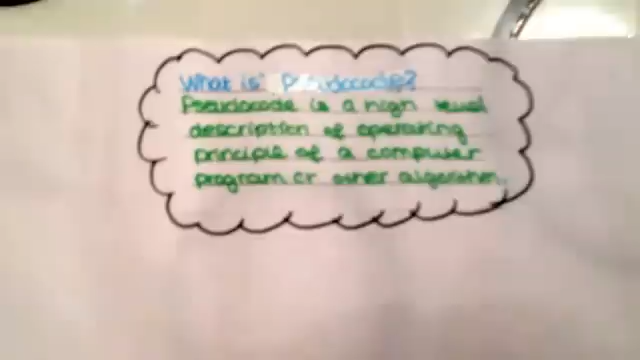 What is Pseudocode?
Pseudocode is a high level
description of operating
principle of a computer
program or other algorithm.